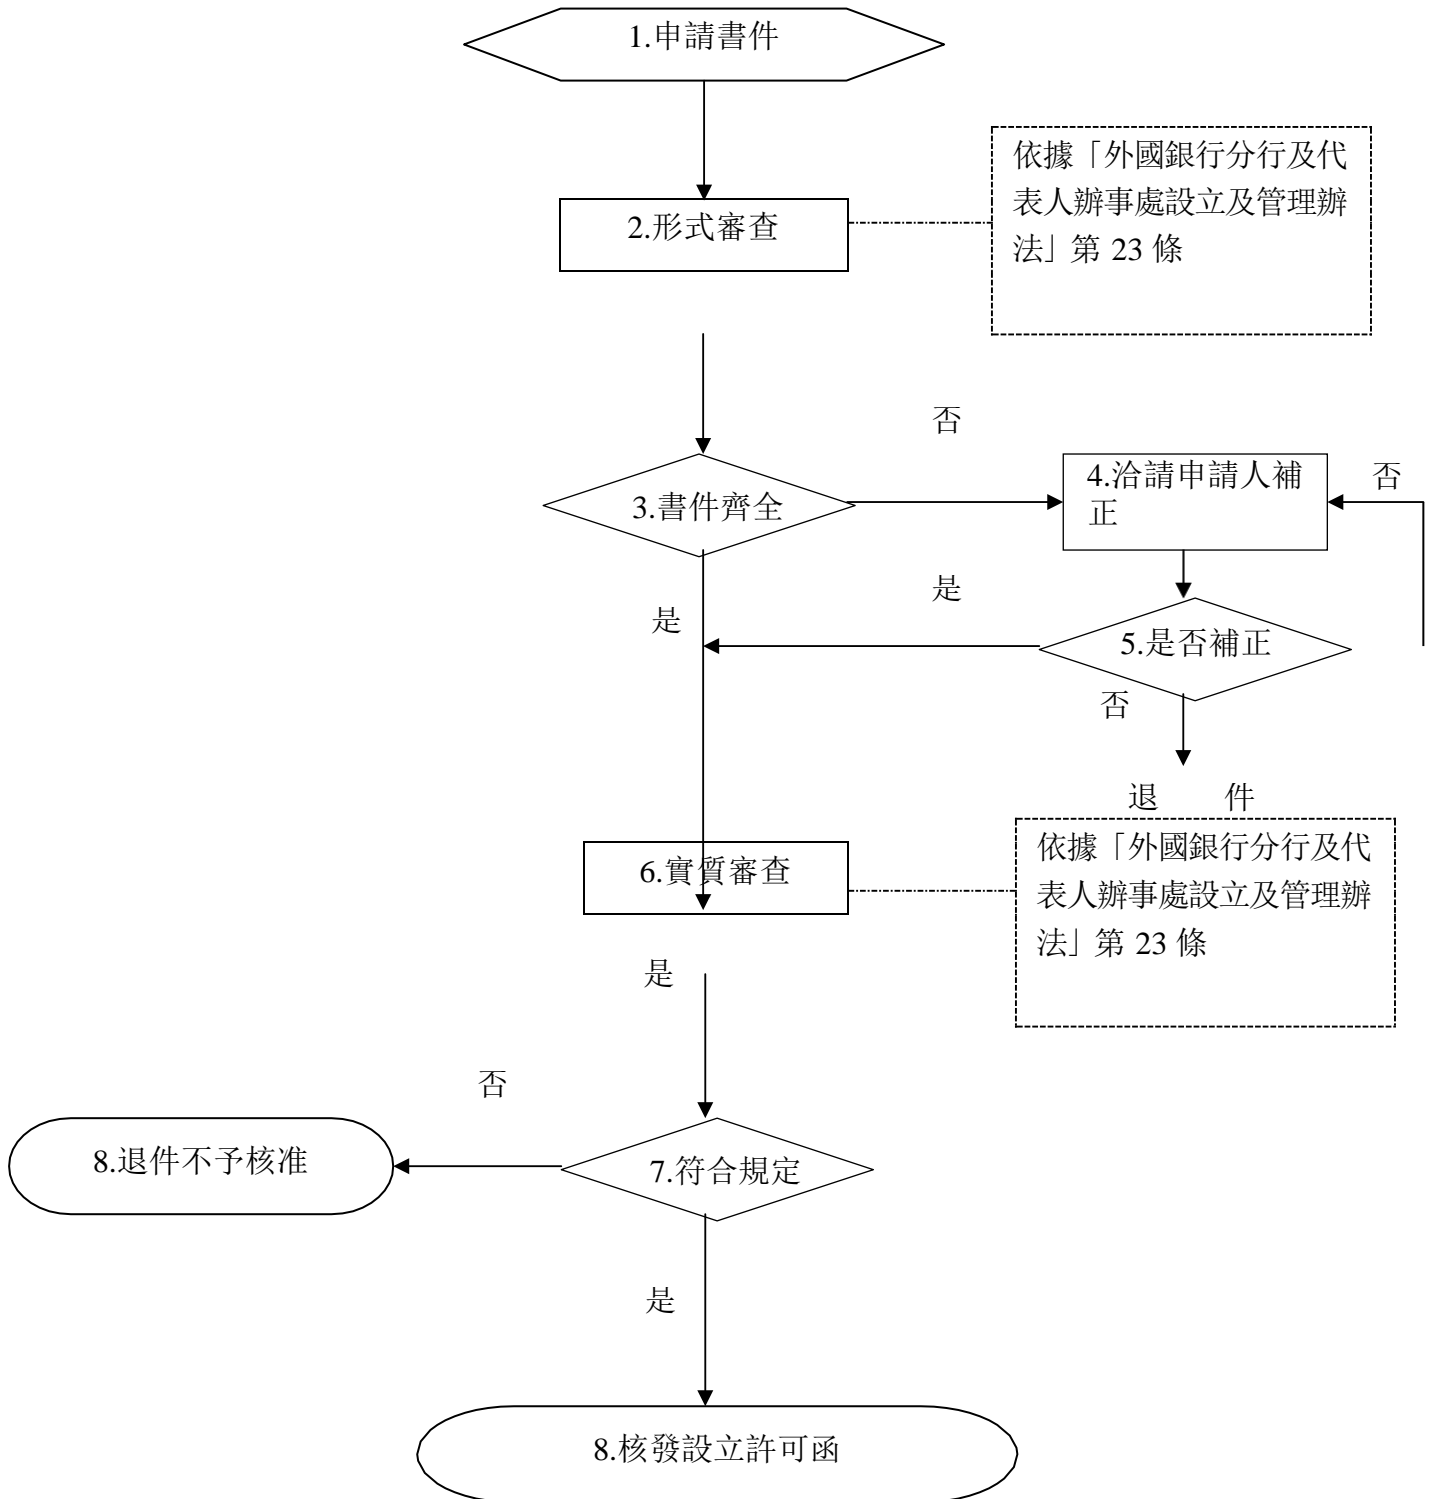 1.申請書件
依據「外國銀行分行及代
表人辦事處設立及管理辦
法」第 23 條
2.形式審查
否
4.洽請申請人補
正
否
3.書件齊全
是
是
5.是否補正
否
退 件
依據「外國銀行分行及代
表人辦事處設立及管理辦
法」第 23 條
6.實質審查
是
否
8.退件不予核准
7.符合規定
是
8.核發設立許可函